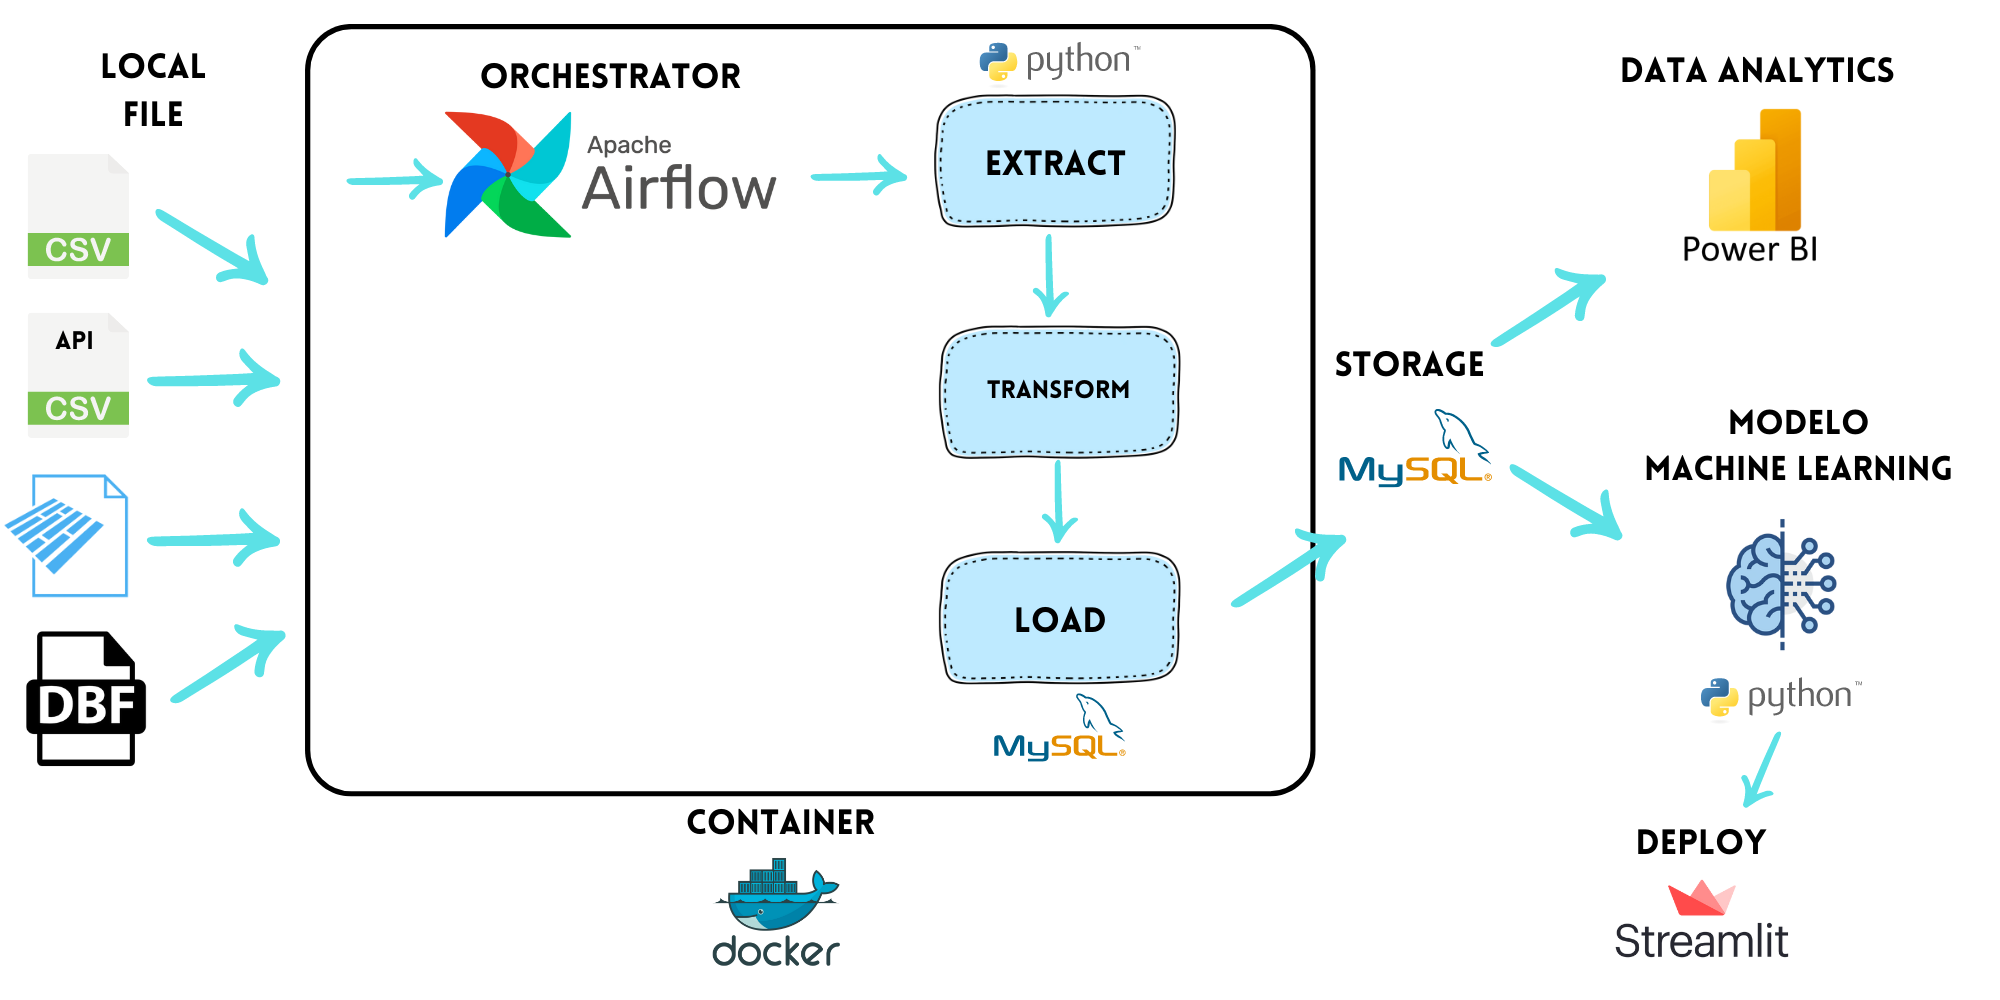 LOCAL
FILE
CSV
API
CSV
DBF
ORCHESTRATOR
Apache
Airflow
python™
EXTRACT
TRANSFORM
LOAD
MySQL®
CONTAINER
docker
STORAGE
MySQL®
DATA ANALYTICS
Power BI
MODELO
MACHINE LEARNING
python™
DEPLOY
Streamlit